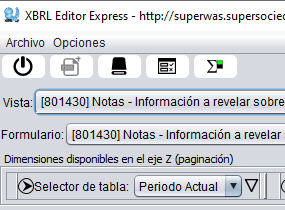 XBRL Editor Express - http://superwas.supersocied
Archivo Opciones
Vista: [801430] Notas - Información a revelar sobre
Formulario: [801430] Notas - Información a revelar s
Dimensiones disponibles en el eje Z (paginación)
Selector de tabla: Periodo Actual